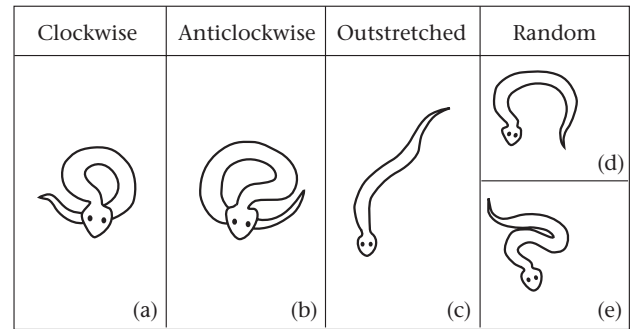 Clockwise Anticlockwise Outstretched Random
(d)
(a) (b) (c) (e)